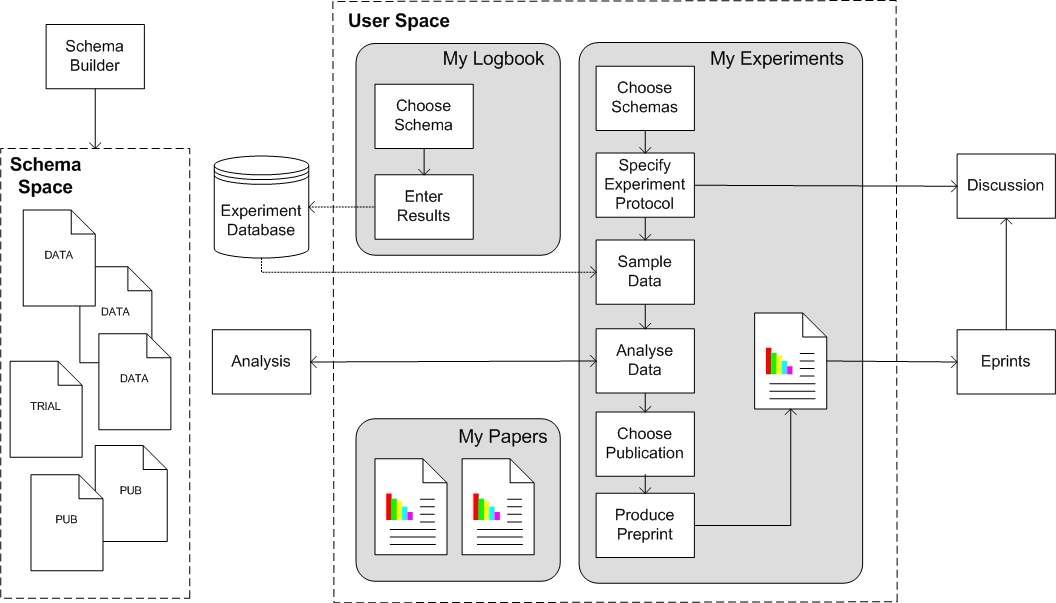 Schema
Builder
Schema
Space
DATA
DATA
DATA
TRIAL
PUB
PUB
Experiment
Database
Analysis
User Space
My Logbook
Choose
Schema
Enter
Results
My Papers
My Experiments
Choose
Schemas
Specify
Experiment
Protocol
Sample
Data
Analyse
Data
Choose
Publication
Produce
Preprint
Discussion
Eprints